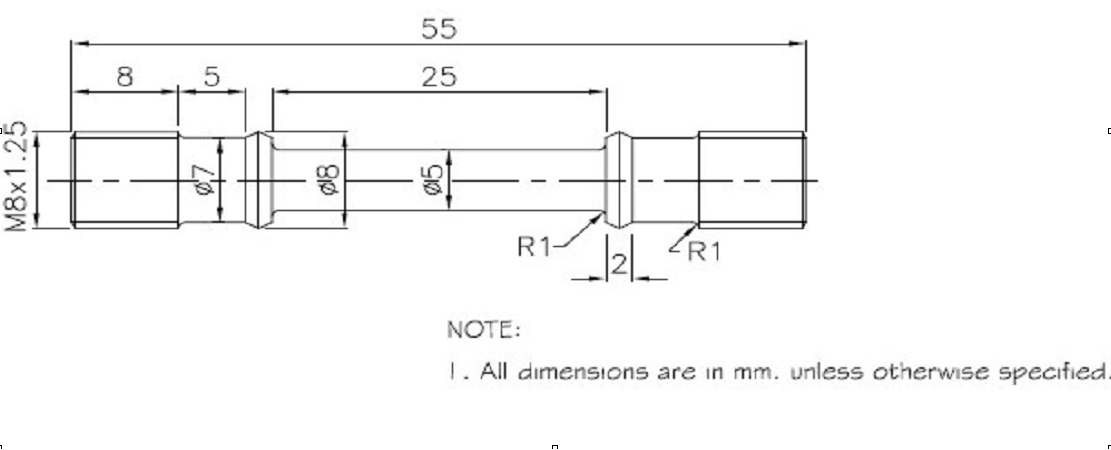 55
8
5
25
M8x1.25
ø7
ø8
ø5
R1
2
R1
NOTE:
1. All dimensions are in mm. unless otherwise specified.